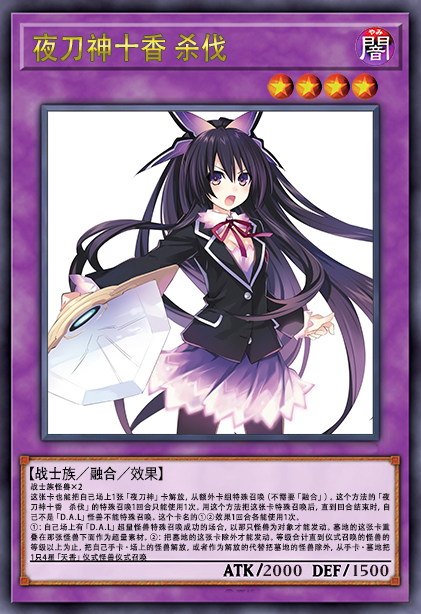 夜刀神十香 杀伐
やみ
闇
【战士族／融合／效果】
战士族怪兽×2
这张卡也能把自己场上1张「夜刀神」卡解放，从额外卡组特殊召唤（不需要「融合」）。这个方法的「夜
刀神十香 杀伐」的特殊召唤1回合只能使用1次，用这个方法把这张卡特殊召唤后，直到回合结束时，自
己不是「D.A.L」怪兽不能特殊召唤。这个卡名的①②效果1回合各能使用1次。
①：自己场上有「D.A.L」超量怪兽特殊召唤成功的场合，以那只怪兽为对象才能发动。墓地的这张卡重
叠在那张怪兽下面作为超量素材。②：把墓地的这张卡除外才能发动。等级合计直到仪式召唤的怪兽的
等级以上为止，把自己手卡·场上的怪兽解放，或者作为解放的代替把墓地的怪兽除外，从手卡·墓地把
1只4星「天香」仪式怪兽仪式召唤
ATK/2000 DEF/1500